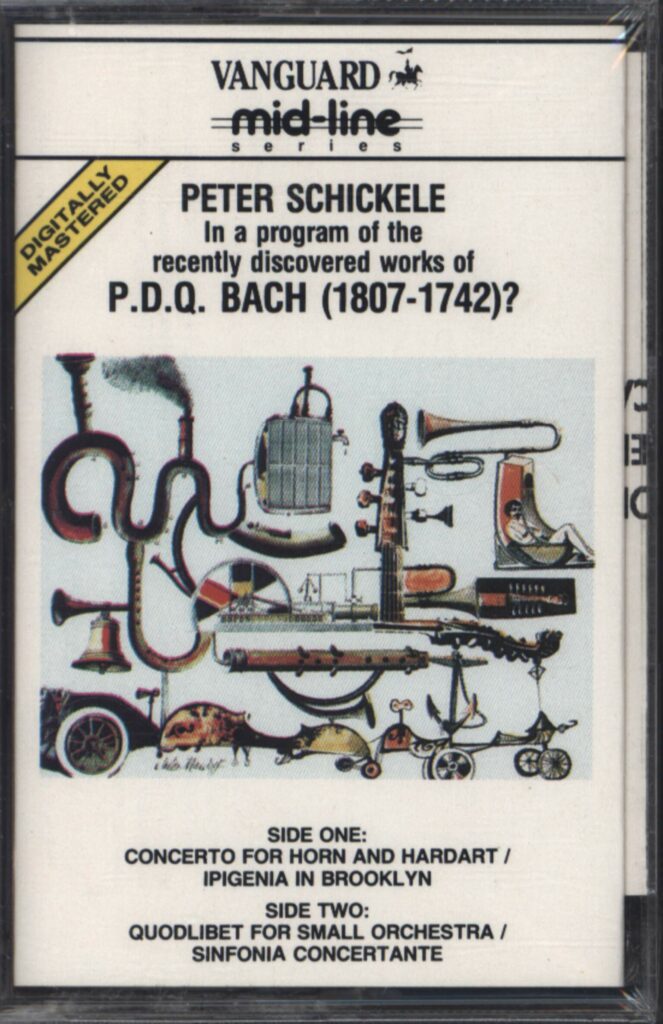 VANGUARD
mid-line
series
DIGITALLY
MASTERED
PETER SCHICKELE
In a program of the
recently discovered works of
P.D.Q. BACH (1807-1742)?
SIDE ONE:
CONCERTO FOR HORN AND HARDART /
IPIGENIA IN BROOKLYN
SIDE TWO:
QUODLIBET FOR SMALL ORCHESTRA /
SINFONIA CONCERTANTE